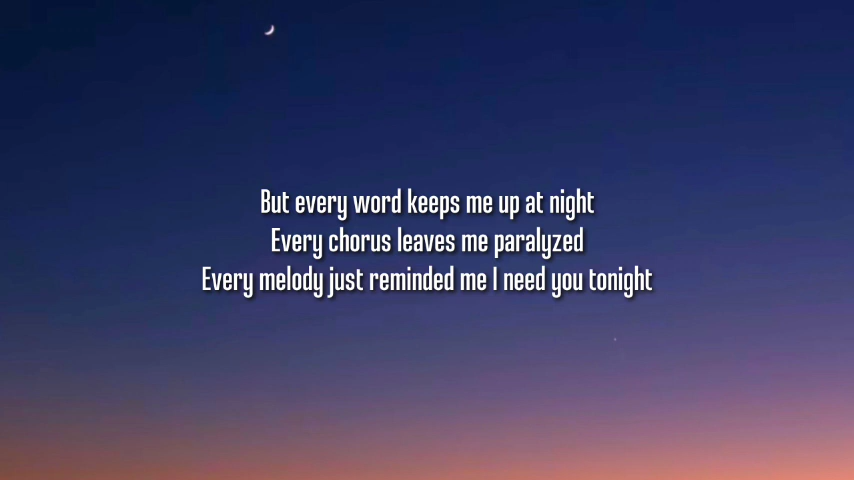 But every word keeps me up at night
Every chorus leaves me paralyzed
Every melody just reminded me I need you tonight